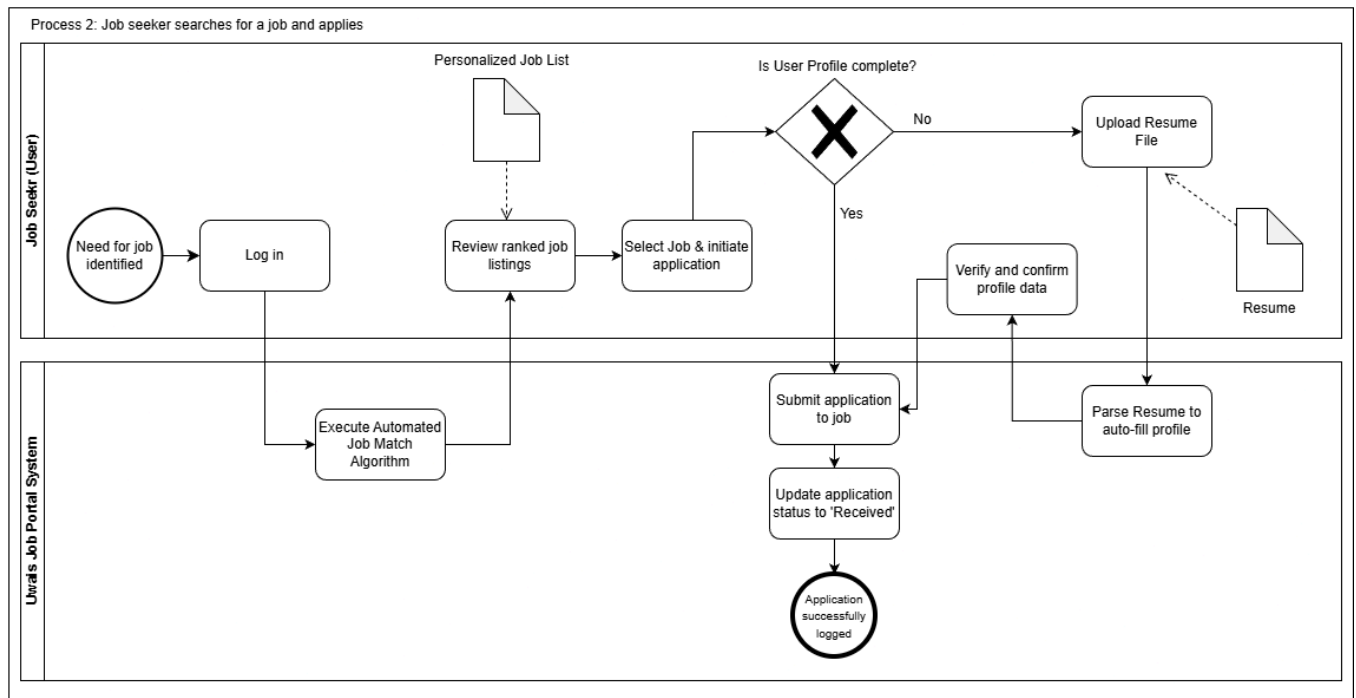 Process 2: Job seeker searches for a job and applies
Job Seekr (User)
Personalized Job List
Is User Profile complete?
No
Yes
Upload Resume
File
Need for job
identified
Log in
Review ranked job
listings
Select Job & initiate
application
Verify and confirm
profile data
Resume
Uwais Job Portal System
Execute Automated
Job Match
Algorithm
Submit application
to job
Parse Resume to
auto-fill profile
Update application
status to 'Received'
Application
successfully
logged